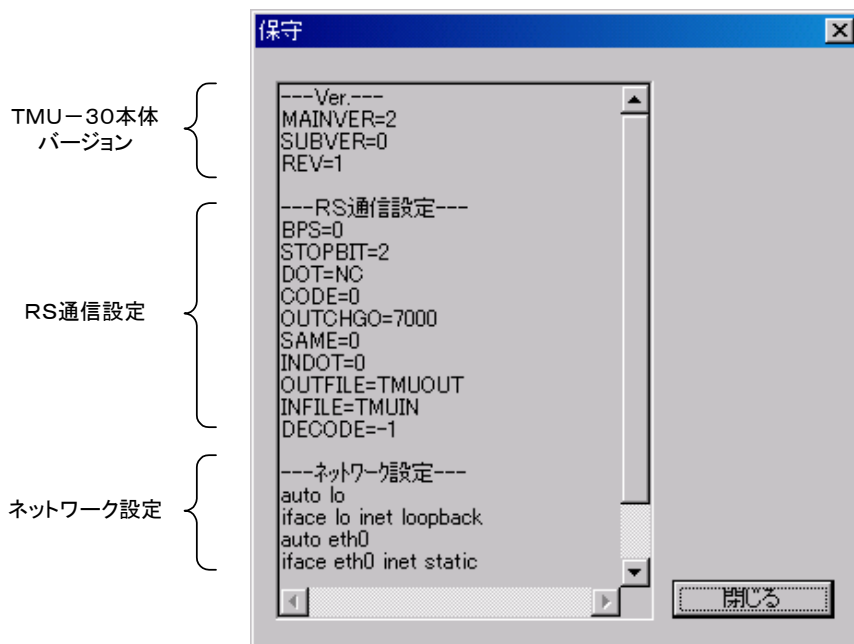 保守
TMU－30本体
バージョン
---Ver.---
MAINVER=2
SUBVER=0
REV=1
RS通信設定
---RS通信設定---
BPS=0
STOPBIT=2
DOT=NC
CODE=0
OUTCHGO=7000
SAME=0
INDOT=0
OUTFILE=TMUOUT
INFILE=TMUIN
DECODE=-1
ネットワーク設定
---ネットワーク設定---
auto lo
iface lo inet loopback
auto eth0
iface eth0 inet static
閉じる